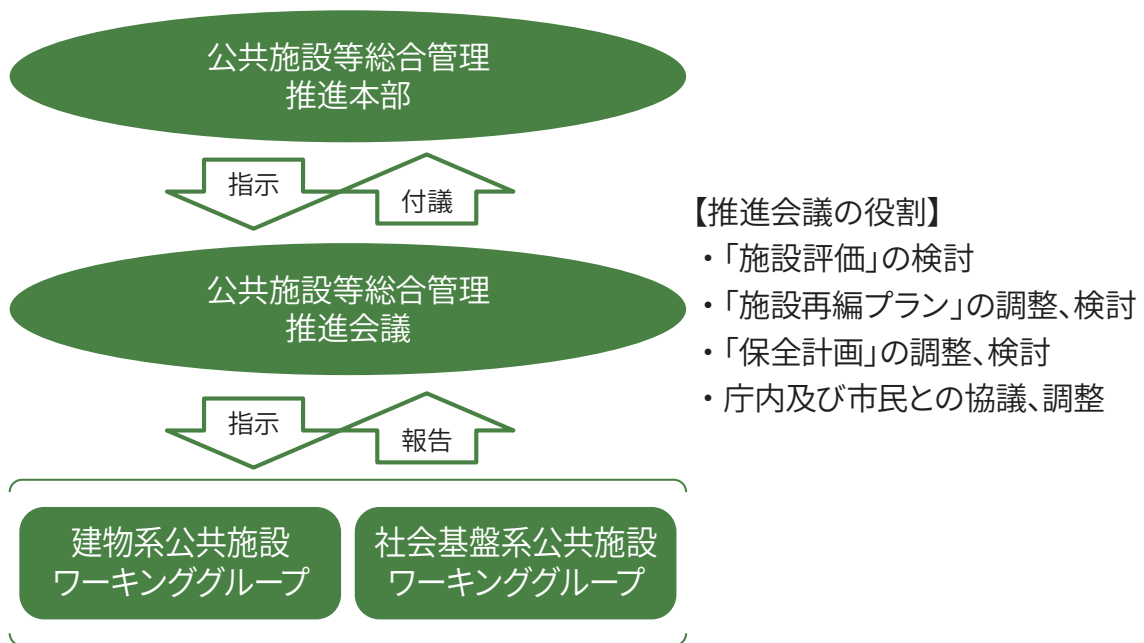 公共施設等総合管理
推進本部
指示
付議
公共施設等総合管理
推進会議
【推進会議の役割】
・「施設評価」の検討
・「施設再編プラン」の調整、検討
・「保全計画」の調整、検討
・庁内及び市民との協議、調整
指示
報告
建物系公共施設
ワーキンググループ
社会基盤系公共施設
ワーキンググループ